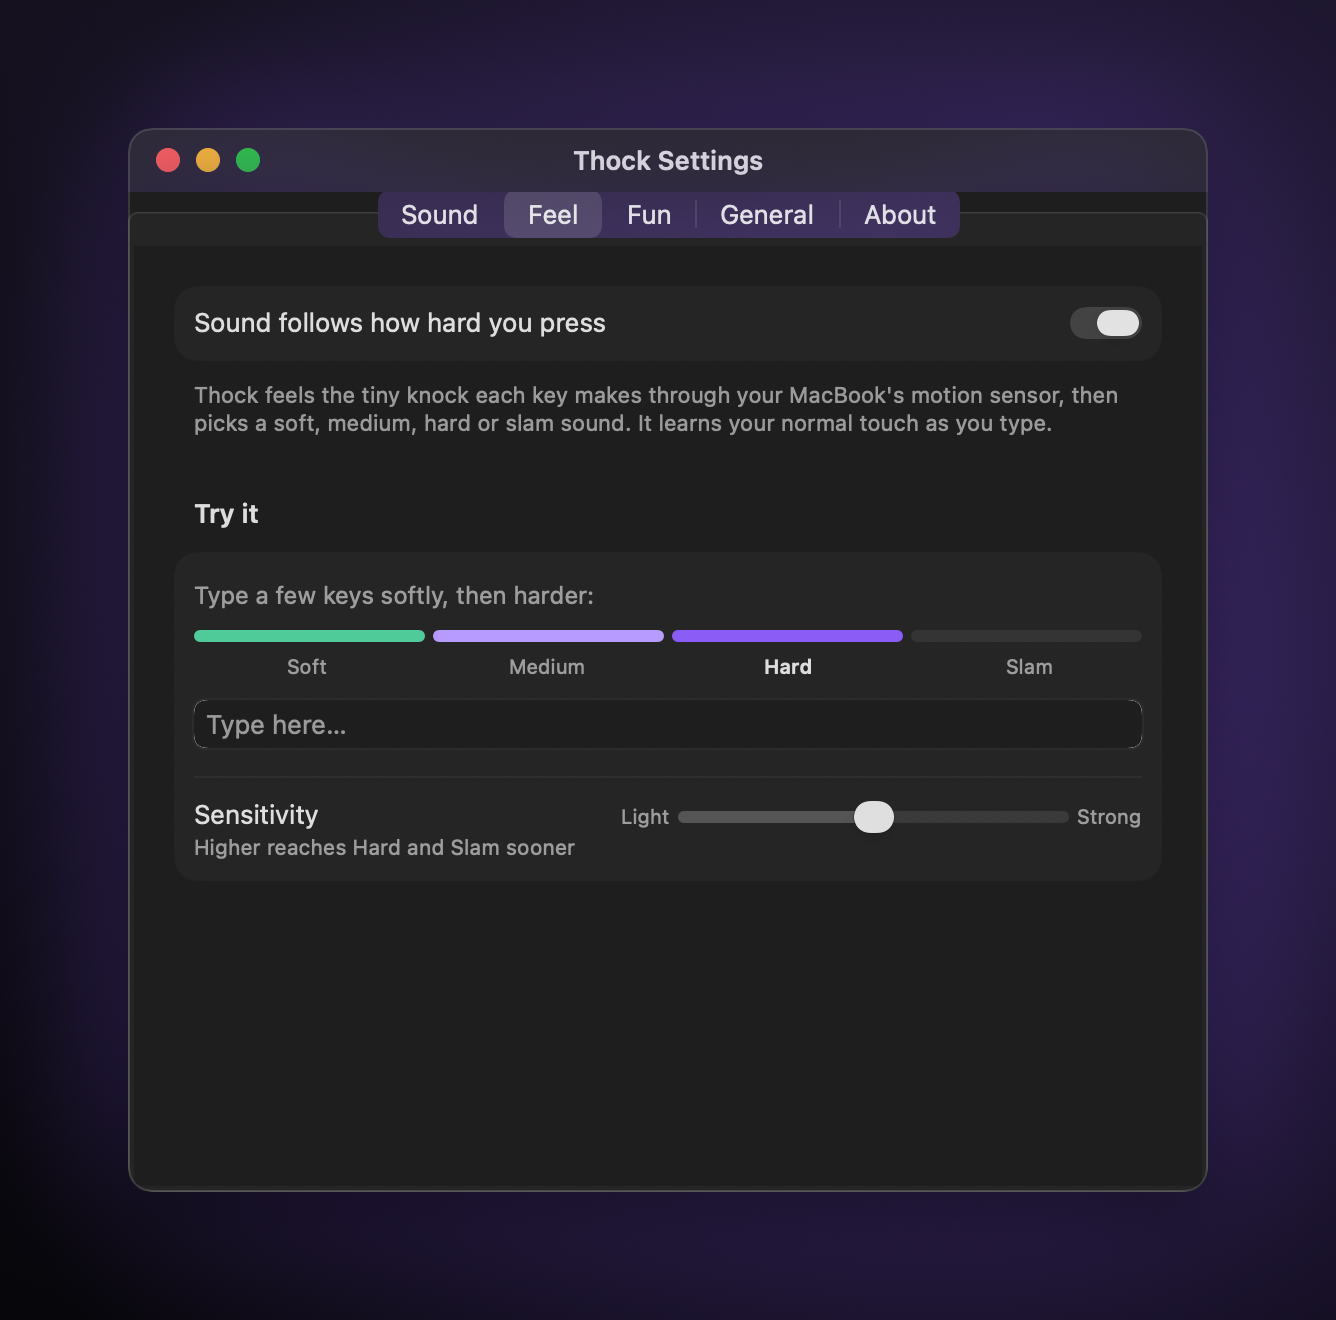 Thock Settings
Sound
Feel
Fun
General
About
Sound follows how hard you press
Thock feels the tiny knock each key makes through your MacBook's motion sensor, then
picks a soft, medium, hard or slam sound. It learns your normal touch as you type.
Try it
Type a few keys softly, then harder:
Soft
Medium
Hard
Slam
Type here...
Sensitivity
Light
Strong
Higher reaches Hard and Slam sooner